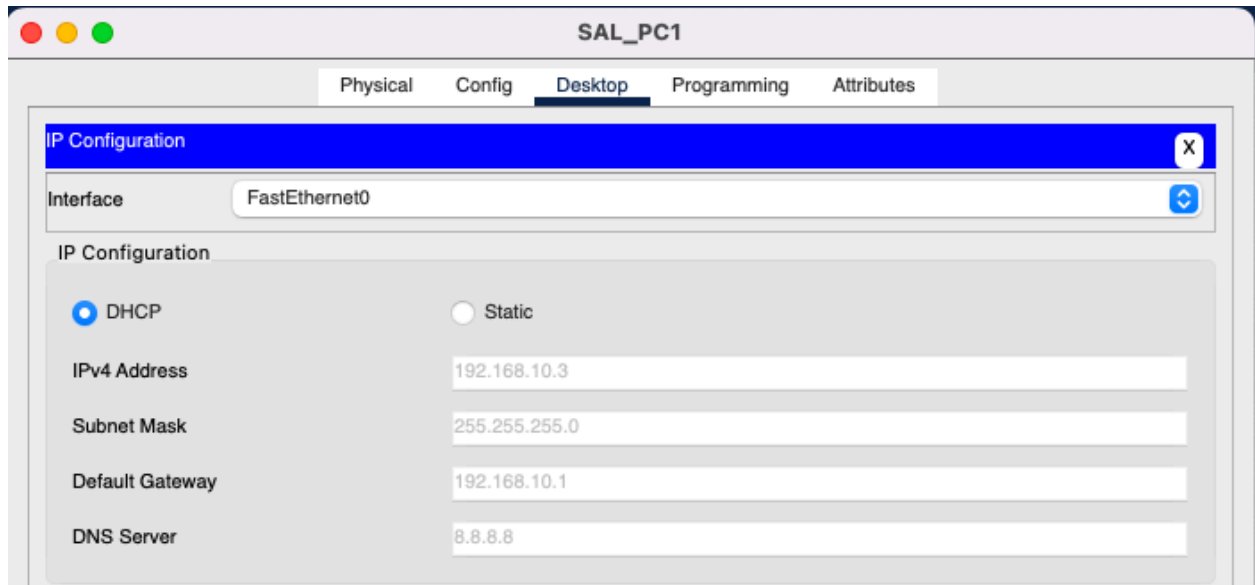 SAL_PC1
Physical Config Desktop Programming Attributes
IP Configuration X
Interface FastEthernet0
IP Configuration
DHCP Static
IPv4 Address 192.168.10.3
Subnet Mask 255.255.255.0
Default Gateway 192.168.10.1
DNS Server 8.8.8.8